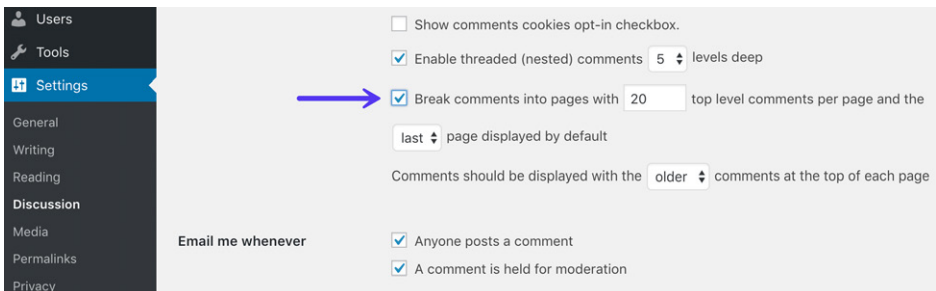 Users
Tools
Settings
General
Writing
Reading
Discussion
Media
Permalinks
Privacy
Show comments cookies opt-in checkbox.
Enable threaded (nested) comments 5 levels deep
Break comments into pages with 20 top level comments per page and the
last page displayed by default
Comments should be displayed with the older comments at the top of each page
Email me whenever
Anyone posts a comment
A comment is held for moderation